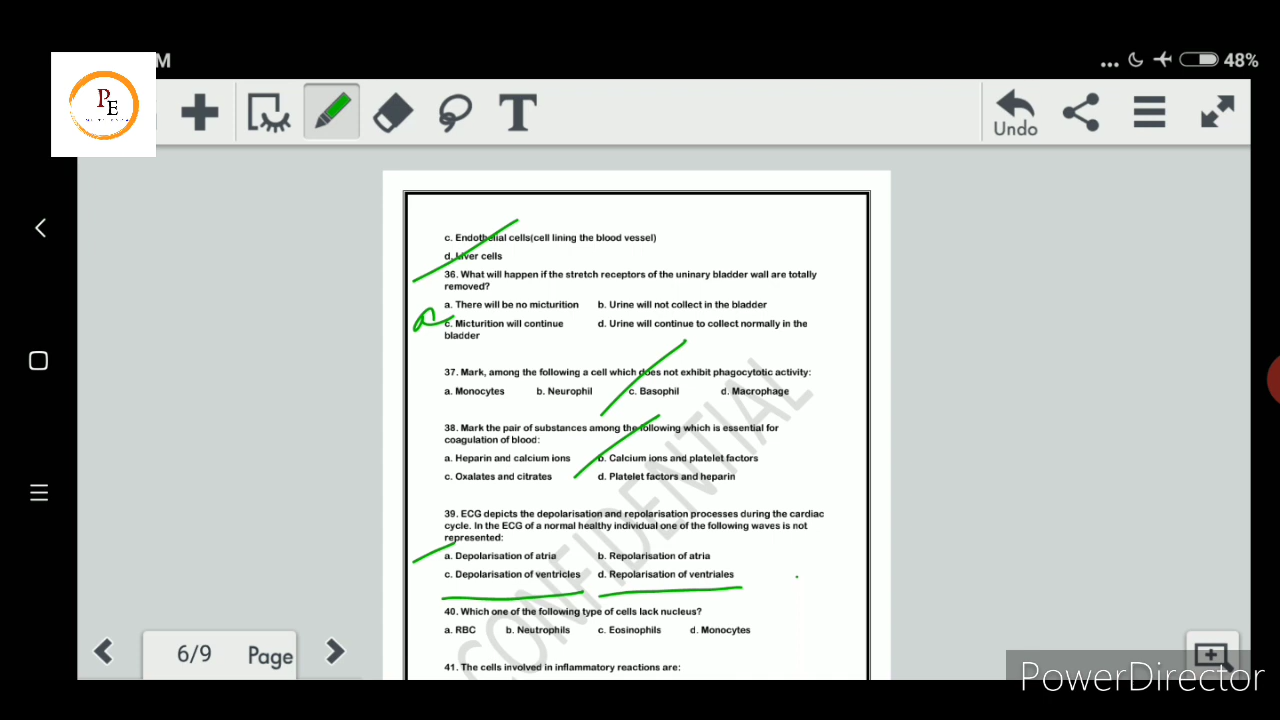 M
... 48%
PE
T
Undo
c. Endothelial cells(cell lining the blood vessel)
d. Liver cells
36. What will happen if the stretch receptors of the uninary bladder wall are totally
removed?
a. There will be no micturition b. Urine will not collect in the bladder
c. Micturition will continue d. Urine will continue to collect normally in the
bladder
37. Mark, among the following a cell which does not exhibit phagocytotic activity:
a. Monocytes b. Neurophil c. Basophil d. Macrophage
38. Mark the pair of substances among the following which is essential for
coagulation of blood:
a. Heparin and calcium ions b. Calcium ions and platelet factors
c. Oxalates and citrates d. Platelet factors and heparin
39. ECG depicts the depolarisation and repolarisation processes during the cardiac
cycle. In the ECG of a normal healthy individual one of the following waves is not
represented:
a. Depolarisation of atria b. Repolarisation of atria
c. Depolarisation of ventricles d. Repolarisation of ventriales
40. Which one of the following type of cells lack nucleus?
a. RBC b. Neutrophils c. Eosinophils d. Monocytes
41. The cells involved in inflammatory reactions are:
CONFIDENTIAL
6/9 Page
PowerDirector